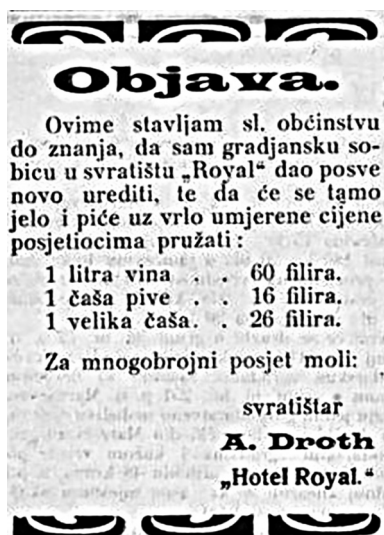 Objava.
Ovime stavljam sl. obćinstvu
do znanja, da sam gradjansku so-
bicu u svratištu „Royal“ dao posve
novo urediti, te da će se tamo
jelo i piće uz vrlo umjerene cijene
posjetiocima pružati :
1 litra vina . . 60 filira.
1 čaša pive . . 16 filira.
1 velika čaša. . 26 filira.
Za mnogobrojni posjet moli:
svratištar
A. Droth
„Hotel Royal.“